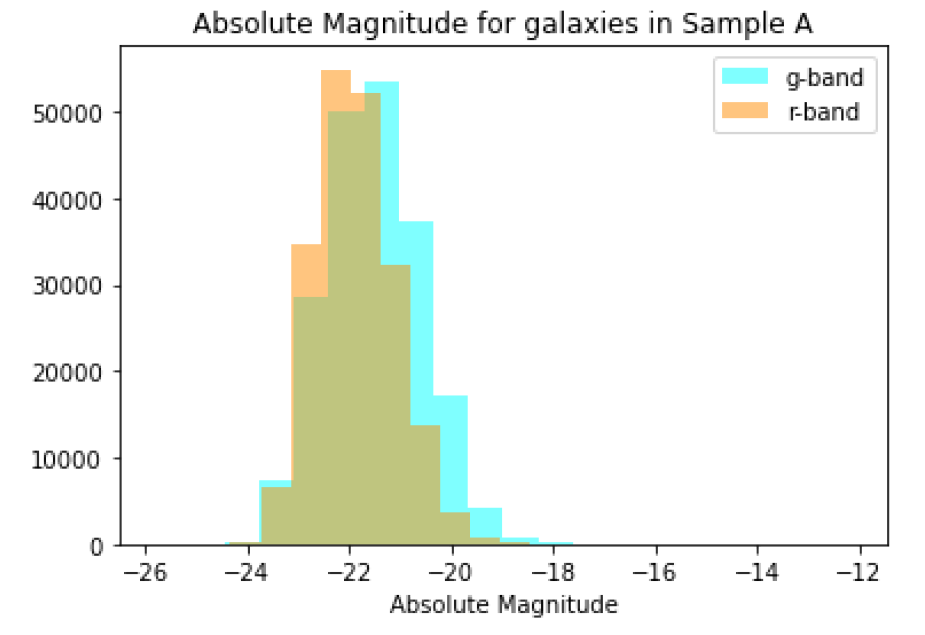 Absolute Magnitude for galaxies in Sample A
g-band
r-band
50000
40000
30000
20000
10000
0
−26 −24 −22 −20 −18 −16 −14 −12
Absolute Magnitude